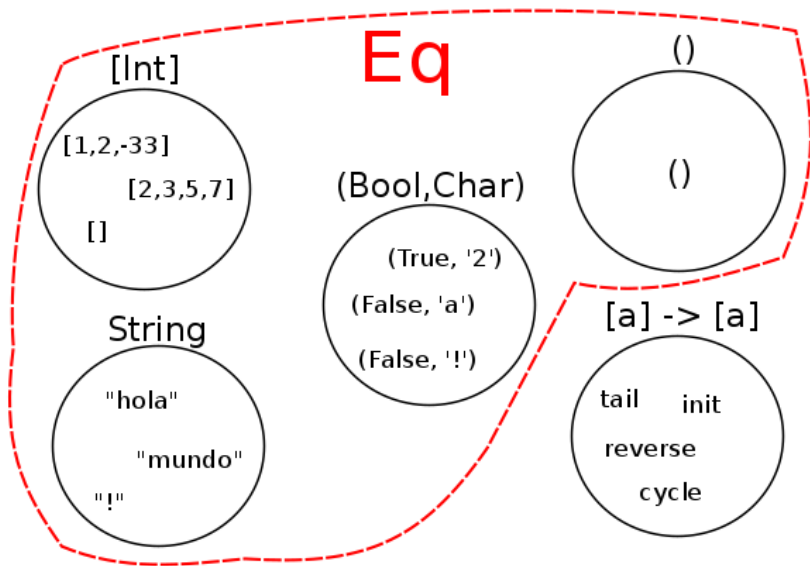 Eq
[Int]
[1,2,-33]
[2,3,5,7]
[]
()
()
(Bool,Char)
(True, '2')
(False, 'a')
(False, '!')
String
"hola"
"mundo"
"!"
[a] -> [a]
tail init
reverse
cycle